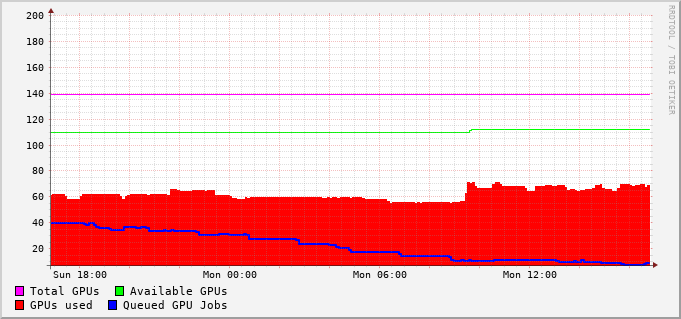 200
180
160
140
120
100
80
60
40
20
Sun 18:00 Mon 00:00 Mon 06:00 Mon 12:00
Total GPUs Available GPUs
GPUs used Queued GPU Jobs
RRDTOOL / TOBI OETIKER